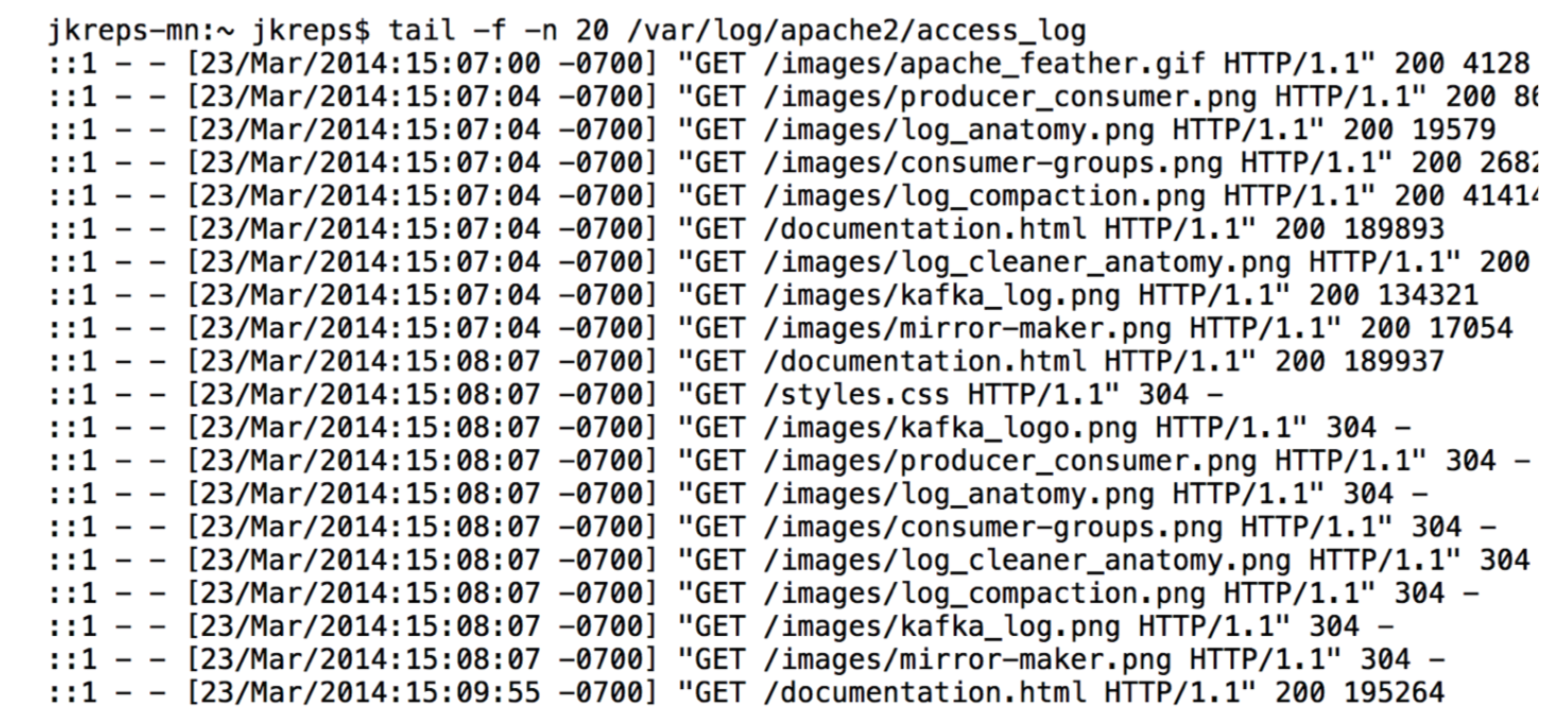 jkreps-mn:~ jkreps$ tail -f -n 20 /var/log/apache2/access_log
::1 - - [23/Mar/2014:15:07:00 -0700] "GET /images/apache_feather.gif HTTP/1.1" 200 4128
::1 - - [23/Mar/2014:15:07:04 -0700] "GET /images/producer_consumer.png HTTP/1.1" 200 86
::1 - - [23/Mar/2014:15:07:04 -0700] "GET /images/log_anatomy.png HTTP/1.1" 200 19579
::1 - - [23/Mar/2014:15:07:04 -0700] "GET /images/consumer-groups.png HTTP/1.1" 200 2682
::1 - - [23/Mar/2014:15:07:04 -0700] "GET /images/log_compaction.png HTTP/1.1" 200 41414
::1 - - [23/Mar/2014:15:07:04 -0700] "GET /documentation.html HTTP/1.1" 200 189893
::1 - - [23/Mar/2014:15:07:04 -0700] "GET /images/log_cleaner_anatomy.png HTTP/1.1" 200
::1 - - [23/Mar/2014:15:07:04 -0700] "GET /images/kafka_log.png HTTP/1.1" 200 134321
::1 - - [23/Mar/2014:15:07:04 -0700] "GET /images/mirror-maker.png HTTP/1.1" 200 17054
::1 - - [23/Mar/2014:15:08:07 -0700] "GET /documentation.html HTTP/1.1" 200 189937
::1 - - [23/Mar/2014:15:08:07 -0700] "GET /styles.css HTTP/1.1" 304 -
::1 - - [23/Mar/2014:15:08:07 -0700] "GET /images/kafka_logo.png HTTP/1.1" 304 -
::1 - - [23/Mar/2014:15:08:07 -0700] "GET /images/producer_consumer.png HTTP/1.1" 304 -
::1 - - [23/Mar/2014:15:08:07 -0700] "GET /images/log_anatomy.png HTTP/1.1" 304 -
::1 - - [23/Mar/2014:15:08:07 -0700] "GET /images/consumer-groups.png HTTP/1.1" 304 -
::1 - - [23/Mar/2014:15:08:07 -0700] "GET /images/log_cleaner_anatomy.png HTTP/1.1" 304
::1 - - [23/Mar/2014:15:08:07 -0700] "GET /images/log_compaction.png HTTP/1.1" 304 -
::1 - - [23/Mar/2014:15:08:07 -0700] "GET /images/kafka_log.png HTTP/1.1" 304 -
::1 - - [23/Mar/2014:15:08:07 -0700] "GET /images/mirror-maker.png HTTP/1.1" 304 -
::1 - - [23/Mar/2014:15:09:55 -0700] "GET /documentation.html HTTP/1.1" 200 195264